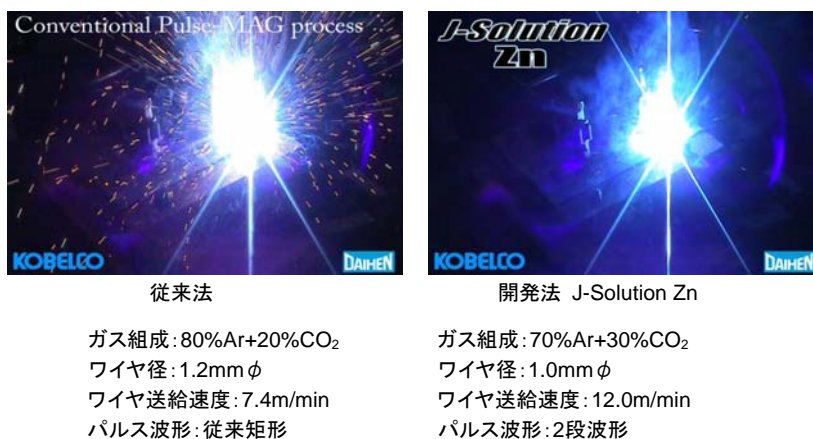 Conventional Pulse-MAG process
KOBELCO
DAIHEN
従来法
ガス組成:80%Ar+20%CO₂
ワイヤ径:1.2mmφ
ワイヤ送給速度:7.4m/min
パルス波形:従来矩形
J-Solution
Zn
KOBELCO
DAIHEN
開発法 J-Solution Zn
ガス組成:70%Ar+30%CO₂
ワイヤ径:1.0mmφ
ワイヤ送給速度:12.0m/min
パルス波形:2段波形